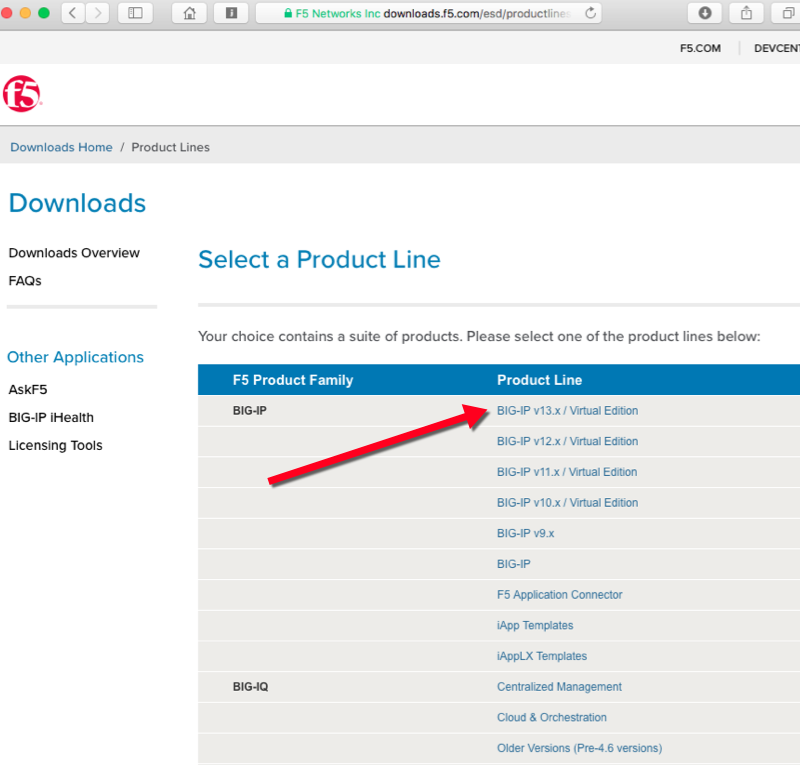 F5 Networks Inc downloads.f5.com/esd/productlines
F5.COM
DEVCENT
f5
Downloads Home / Product Lines
Downloads
Downloads Overview
FAQs
Other Applications
AskF5
BIG-IP iHealth
Licensing Tools
Select a Product Line
Your choice contains a suite of products. Please select one of the product lines below:
F5 Product Family Product Line
BIG-IP BIG-IP v13.x / Virtual Edition
BIG-IP v12.x / Virtual Edition
BIG-IP v11.x / Virtual Edition
BIG-IP v10.x / Virtual Edition
BIG-IP v9.x
BIG-IP
F5 Application Connector
iApp Templates
iAppLX Templates
BIG-IQ Centralized Management
Cloud & Orchestration
Older Versions (Pre-4.6 versions)